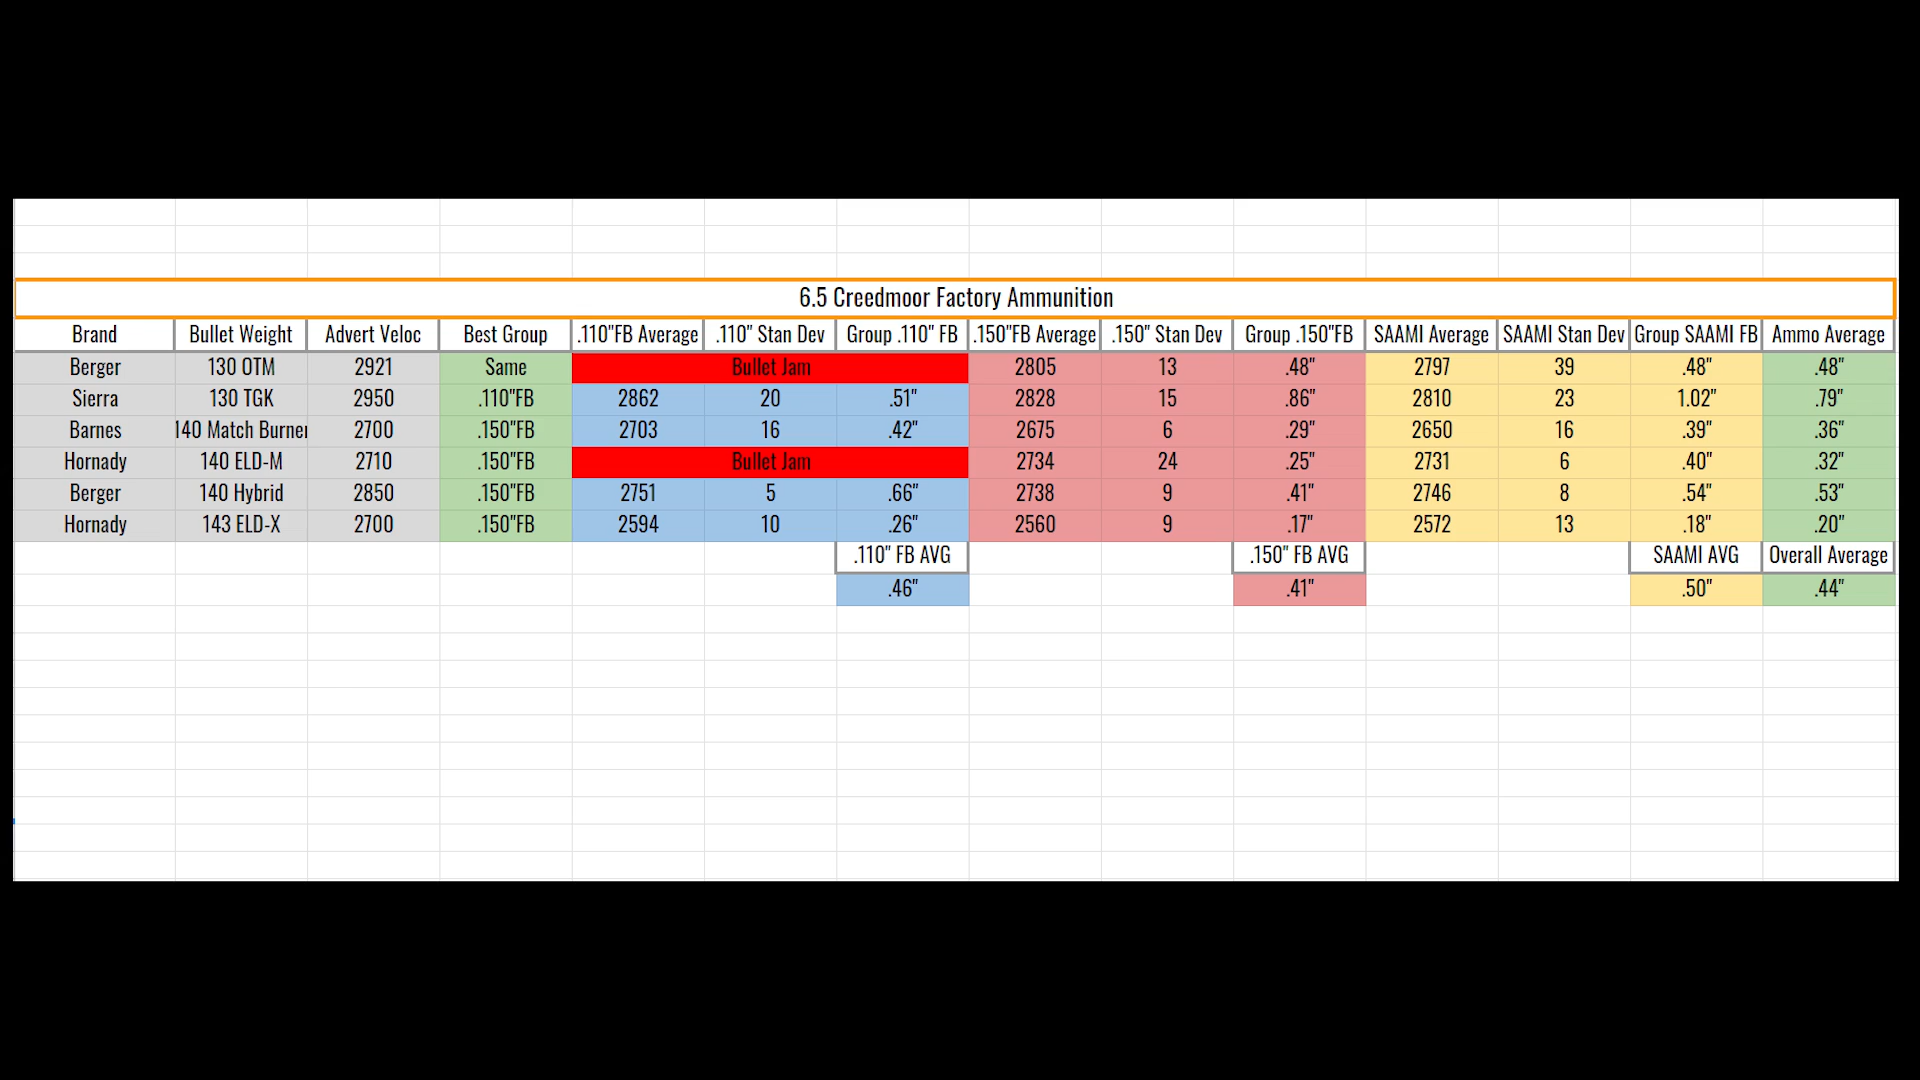 6.5 Creedmoor Factory Ammunition
Brand Bullet Weight Advert Veloc Best Group .110"FB Average .110" Stan Dev Group .110" FB .150"FB Average .150" Stan Dev Group .150"FB SAAMI Average SAAMI Stan Dev Group SAAMI FB Ammo Average
Berger 130 OTM 2921 Same Bullet Jam 2805 13 .48" 2797 39 .48" .48"
Sierra 130 TGK 2950 .110"FB 2862 20 .51" 2828 15 .86" 2810 23 1.02" .79"
Barnes 140 Match Burner 2700 .150"FB 2703 16 .42" 2675 6 .29" 2650 16 .39" .36"
Hornady 140 ELD-M 2710 .150"FB Bullet Jam 2734 24 .25" 2731 6 .40" .32"
Berger 140 Hybrid 2850 .150"FB 2751 5 .66" 2738 9 .41" 2746 8 .54" .53"
Hornady 143 ELD-X 2700 .150"FB 2594 10 .26" 2560 9 .17" 2572 13 .18" .20"
.110" FB AVG .150" FB AVG SAAMI AVG Overall Average
.46" .41" .50" .44"